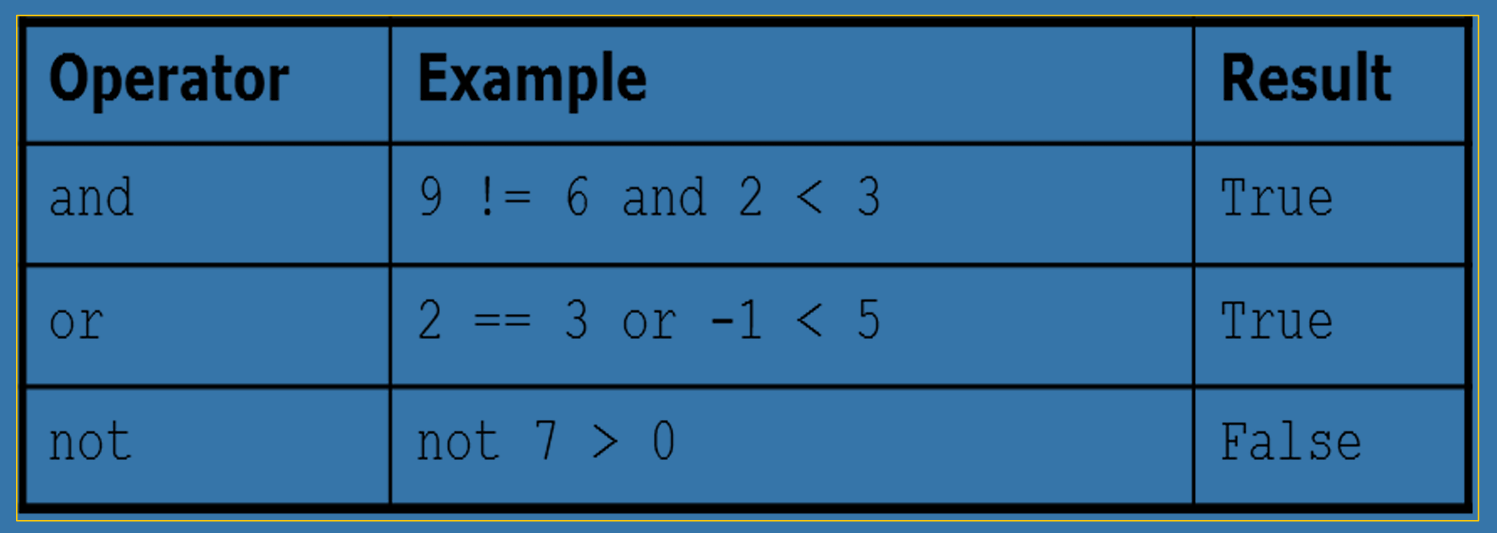 Operator Example Result
and 9 != 6 and 2 < 3 True
or 2 == 3 or -1 < 5 True
not not 7 > 0 False